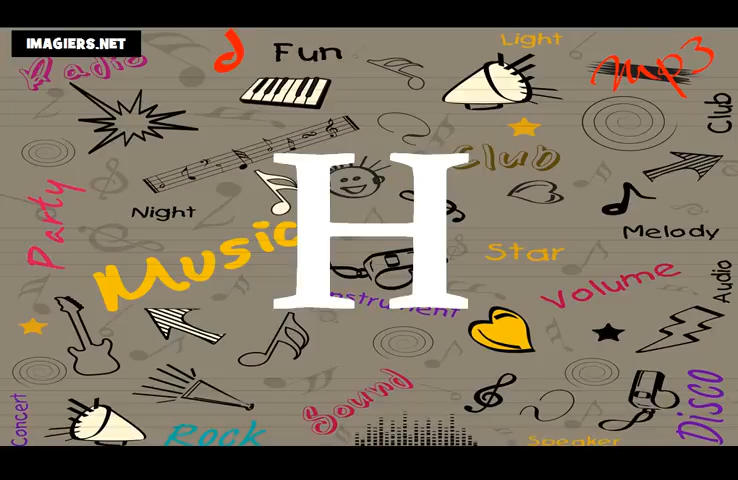 IMAGIERS.NET
Radio
Fun
Light
mp3
Club
Club
Party
Night
Music
H
Melody
Star
Volume
Audio
Instrument
Sound
Concert
Rock
Speaker
Disco